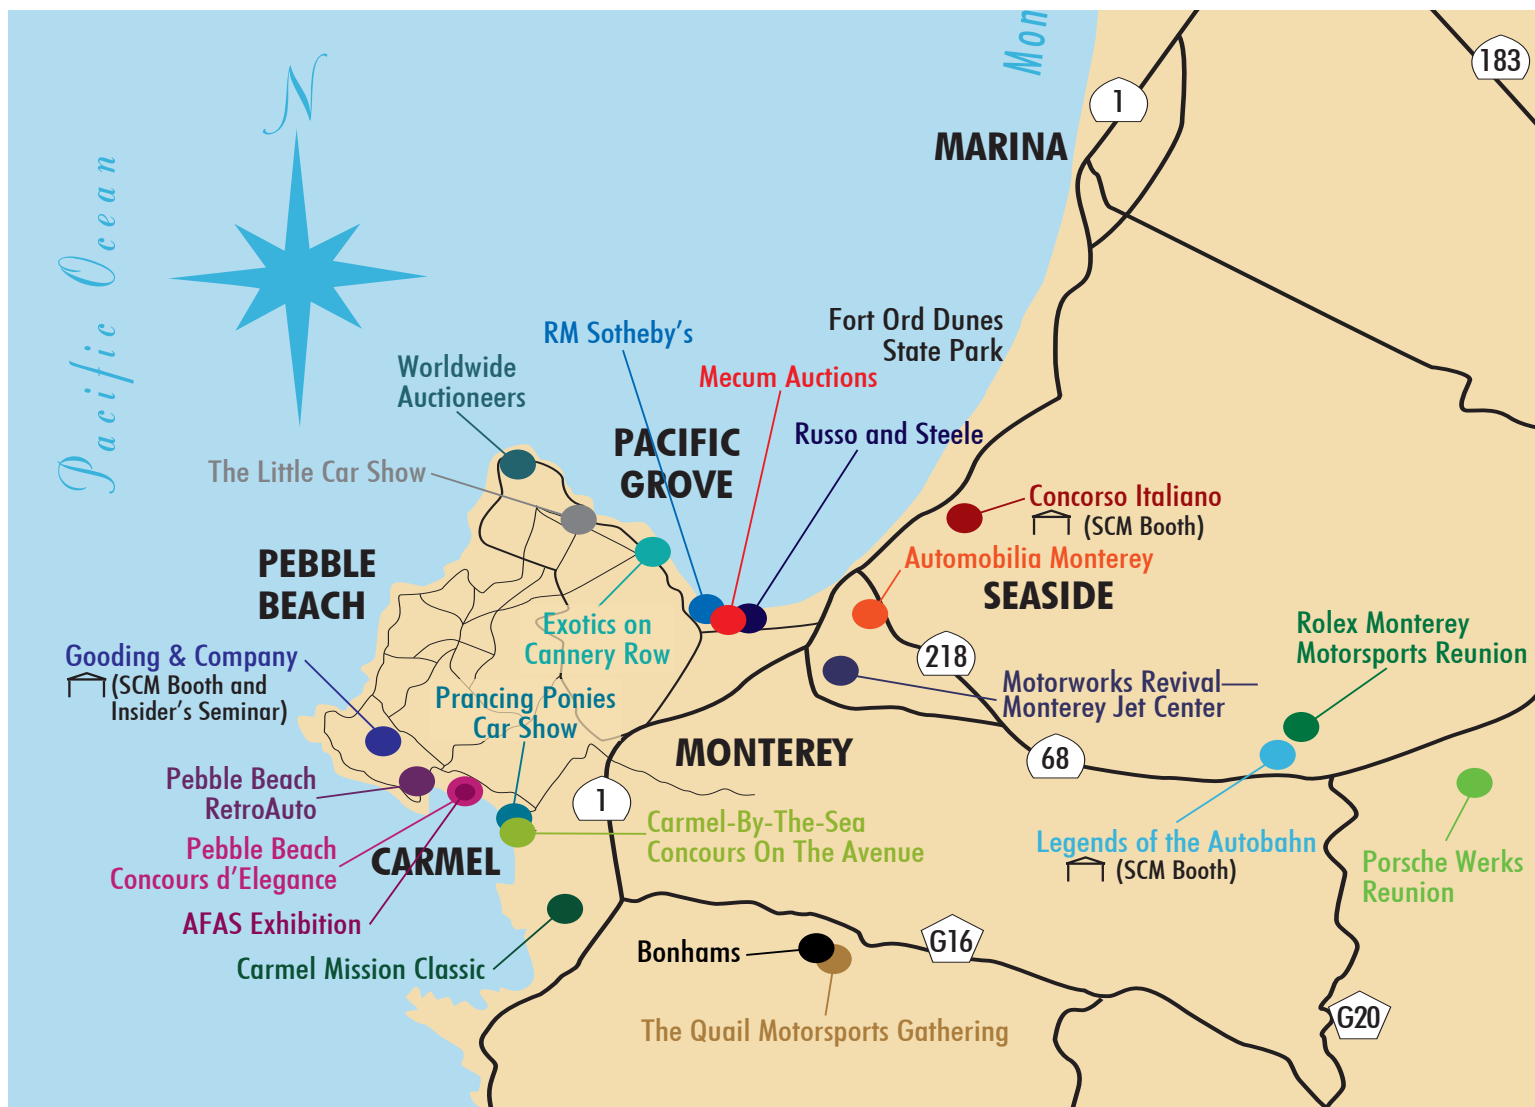 Mon
183
1
MARINA
N
Pacific Ocean
Fort Ord Dunes
State Park
RM Sotheby's
Worldwide
Auctioneers
Mecum Auctions
PACIFIC
GROVE
Russo and Steele
The Little Car Show
Concorso Italiano
(SCM Booth)
Automobilia Monterey
SEASIDE
PEBBLE
BEACH
Exotics on
Cannery Row
218
Rolex Monterey
Motorsports Reunion
Gooding & Company
(SCM Booth and
Insider's Seminar)
Prancing Ponies
Car Show
Motorworks Revival—
Monterey Jet Center
MONTEREY
68
Pebble Beach
RetroAuto
1
Carmel-By-The-Sea
Concours On The Avenue
Legends of the Autobahn
(SCM Booth)
Porsche Werks
Reunion
Pebble Beach
Concours d'Elegance
CARMEL
AFAS Exhibition
Carmel Mission Classic
Bonhams
G16
The Quail Motorsports Gathering
G20